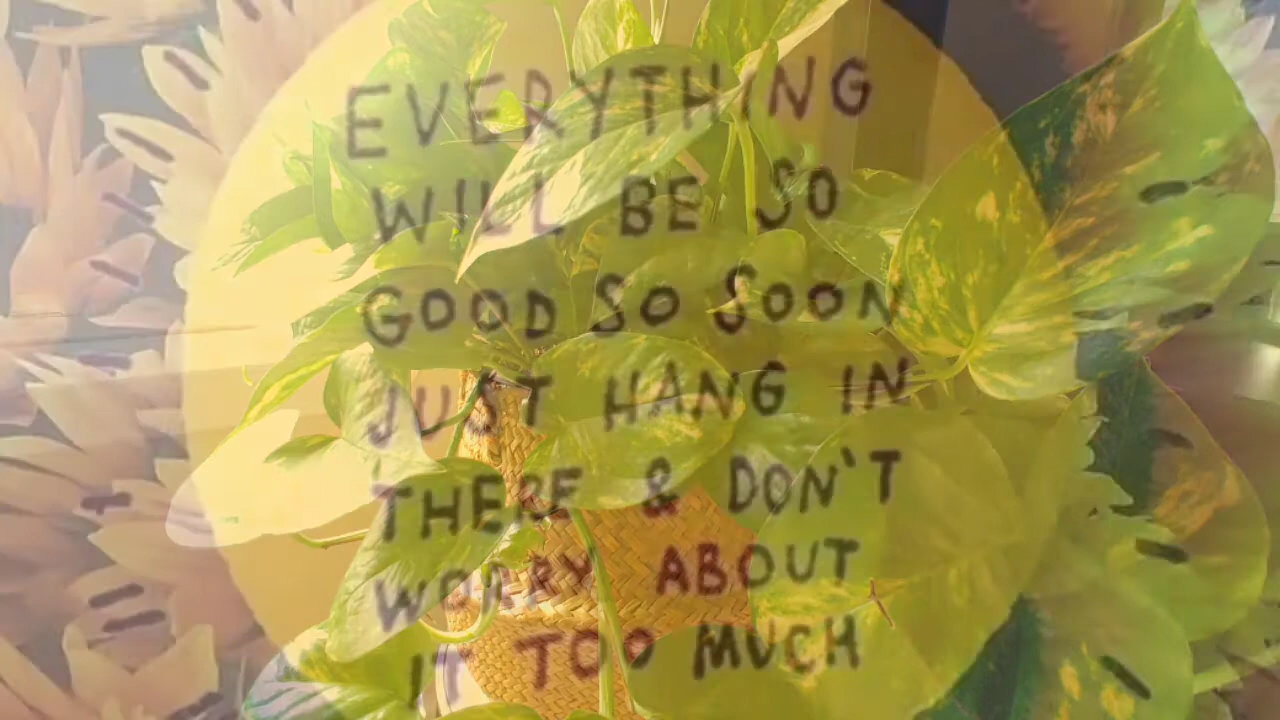 EVERYTHING
WILL BE SO
GOOD SO SOON
JUST HANG IN
THERE & DON'T
WORRY ABOUT
IT TOO MUCH